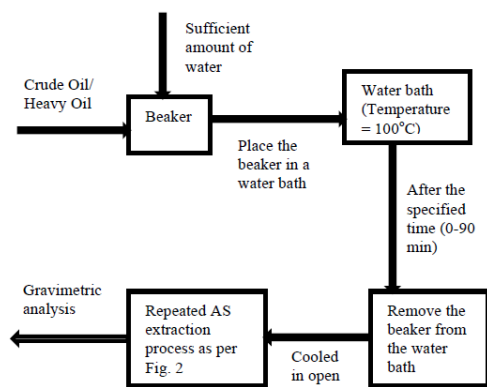 Sufficient
amount of
water
Crude Oil/
Heavy Oil
Beaker
Place the
beaker in a
water bath
Water bath
(Temperature
= 100°C)
After the
specified
time (0-90
min)
Remove the
beaker from
the water
bath
Cooled
in open
Repeated AS
extraction
process as per
Fig. 2
Gravimetric
analysis